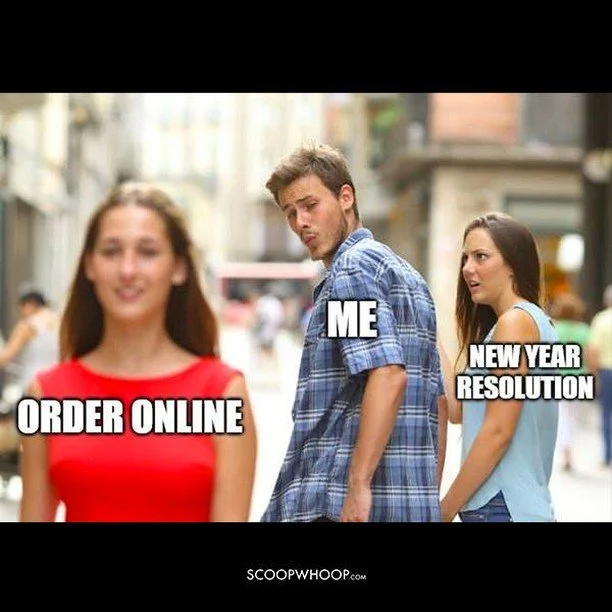 ORDER ONLINE
ME
NEW YEAR
RESOLUTION
SCOOPWHOOP.COM